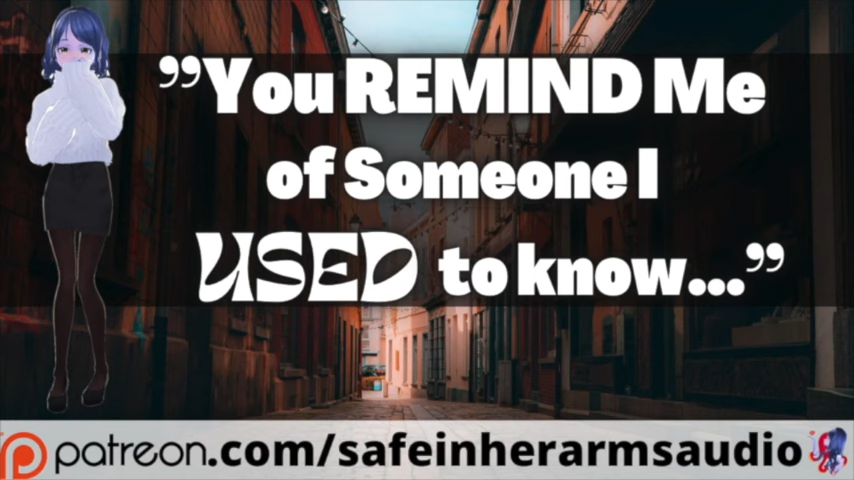 ”You REMIND Me
of Someone I
USED to know...”
patreon.com/safeinherarmsaudio